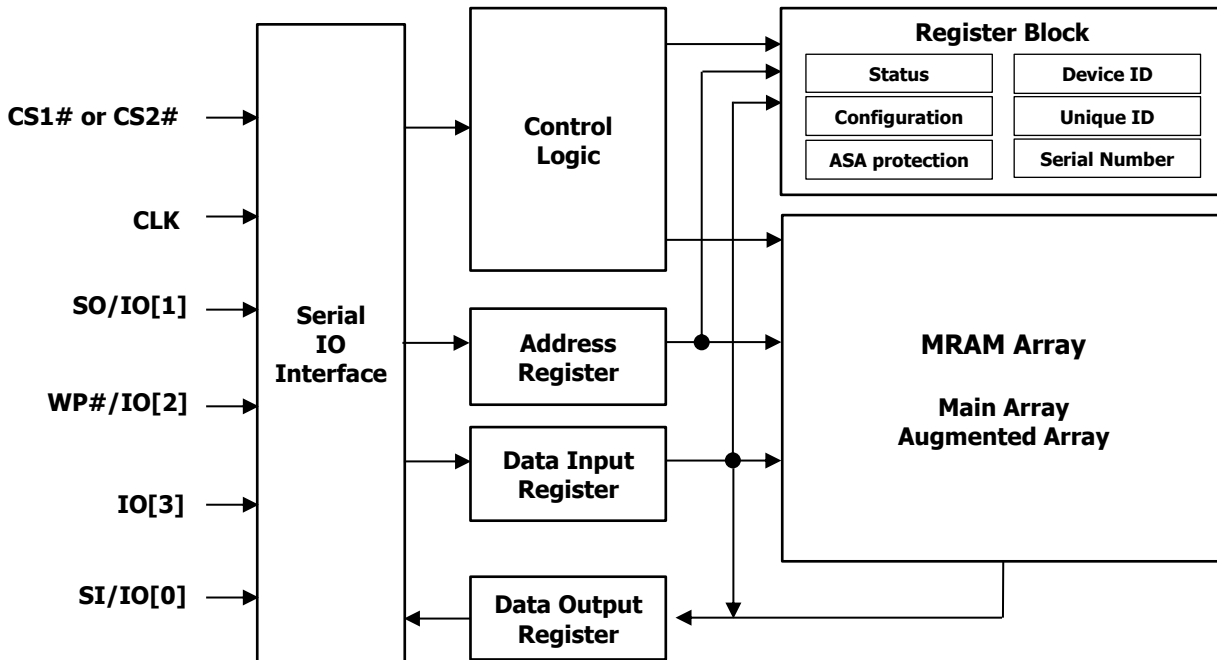 CS1# or CS2#
CLK
SO/IO[1]
WP#/IO[2]
IO[3]
SI/IO[0]
Serial
IO
Interface
Control
Logic
Address
Register
Data Input
Register
Data Output
Register
Register Block
Status
Device ID
Configuration
Unique ID
ASA protection
Serial Number
MRAM Array
Main Array
Augmented Array